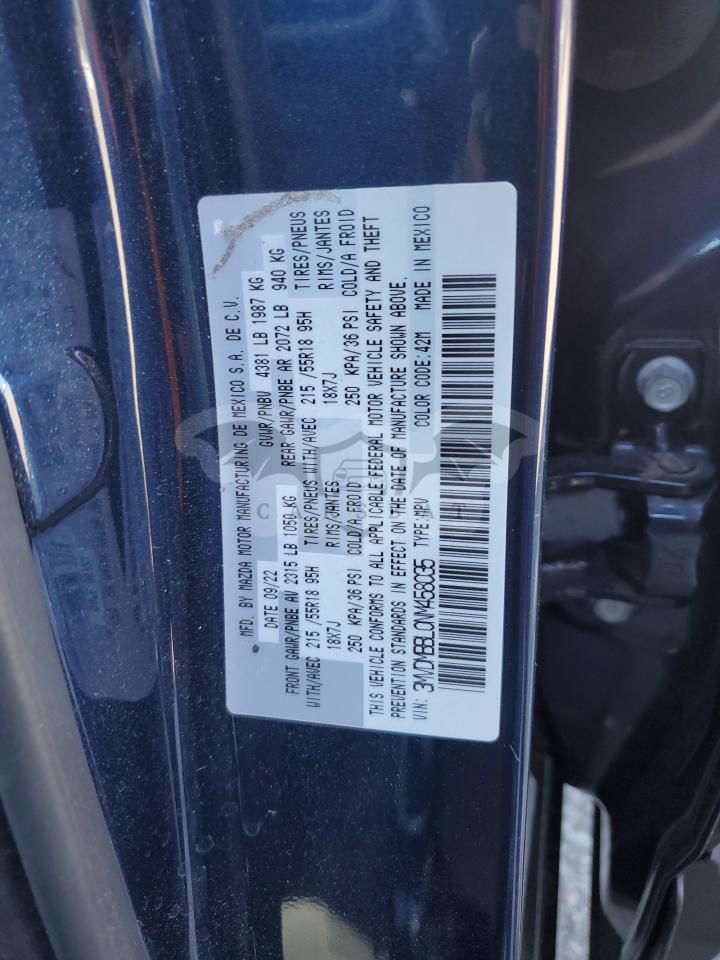 MFD. BY MAZDA MOTOR MANUFACTURING DE MEXICO S.A. DE C.V.
DATE 09/22 GVWR/PNBV 4381 LB 1987 KG
FRONT GAWR/PNBE AV 2315 LB 1050 KG REAR GAWR/PNBE AR 2072 LB 940 KG
WITH/AVEC 215 /55R18 95H TIRES/PNEUS WITH/AVEC 215 /55R18 95H TIRES/PNEUS
18X7J RIMS/JANTES 18X7J RIMS/JANTES
250 KPA/36 PSI COLD/A FROID 250 KPA/36 PSI COLD/A FROID
THIS VEHICLE CONFORMS TO ALL APPLICABLE FEDERAL MOTOR VEHICLE SAFETY AND THEFT
PREVENTION STANDARDS IN EFFECT ON THE DATE OF MANUFACTURE SHOWN ABOVE.
VIN: 3MVDMBBL0NM458035 TYPE:MPV COLOR CODE:42M MADE IN MEXICO